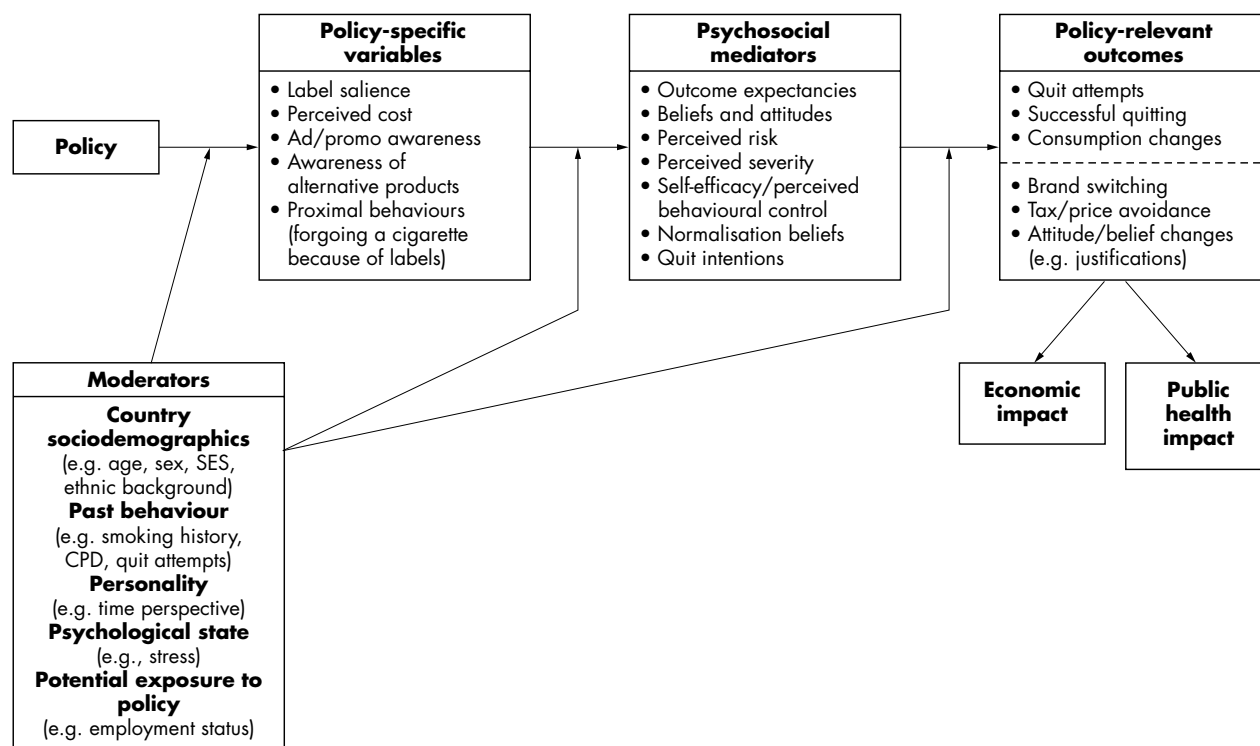 Policy
Policy-specific
variables
• Label salience
• Perceived cost
• Ad/promo awareness
• Awareness of
alternative products
• Proximal behaviours
(forgoing a cigarette
because of labels)
Psychosocial
mediators
• Outcome expectancies
• Beliefs and attitudes
• Perceived risk
• Perceived severity
• Self-efficacy/perceived
behavioural control
• Normalisation beliefs
• Quit intentions
Policy-relevant
outcomes
• Quit attempts
• Successful quitting
• Consumption changes
• Brand switching
• Tax/price avoidance
• Attitude/belief changes
(e.g. justifications)
Moderators
Country
sociodemographics
(e.g. age, sex, SES,
ethnic background)
Past behaviour
(e.g. smoking history,
CPD, quit attempts)
Personality
(e.g. time perspective)
Psychological state
(e.g., stress)
Potential exposure to
policy
(e.g. employment status)
Economic
impact
Public
health
impact